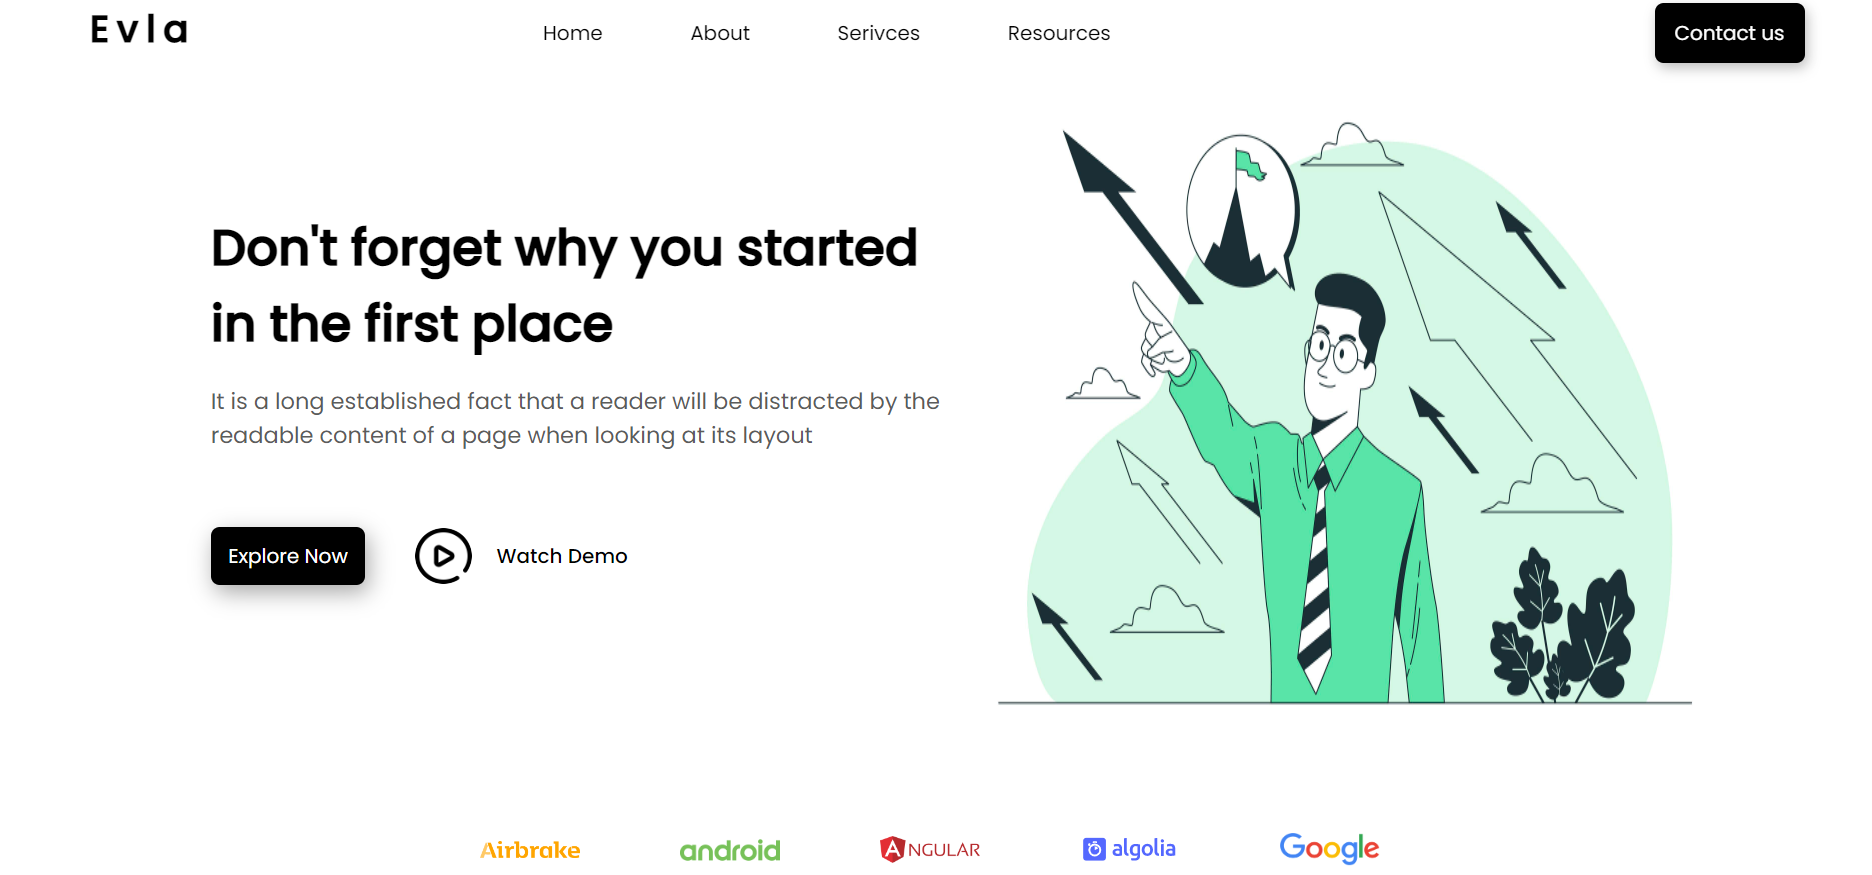 Evla
Home About Serivces Resources
Contact us
Don't forget why you started
in the first place
It is a long established fact that a reader will be distracted by the
readable content of a page when looking at its layout
Explore Now
Watch Demo
Airbrake android ANGULAR algolia Google